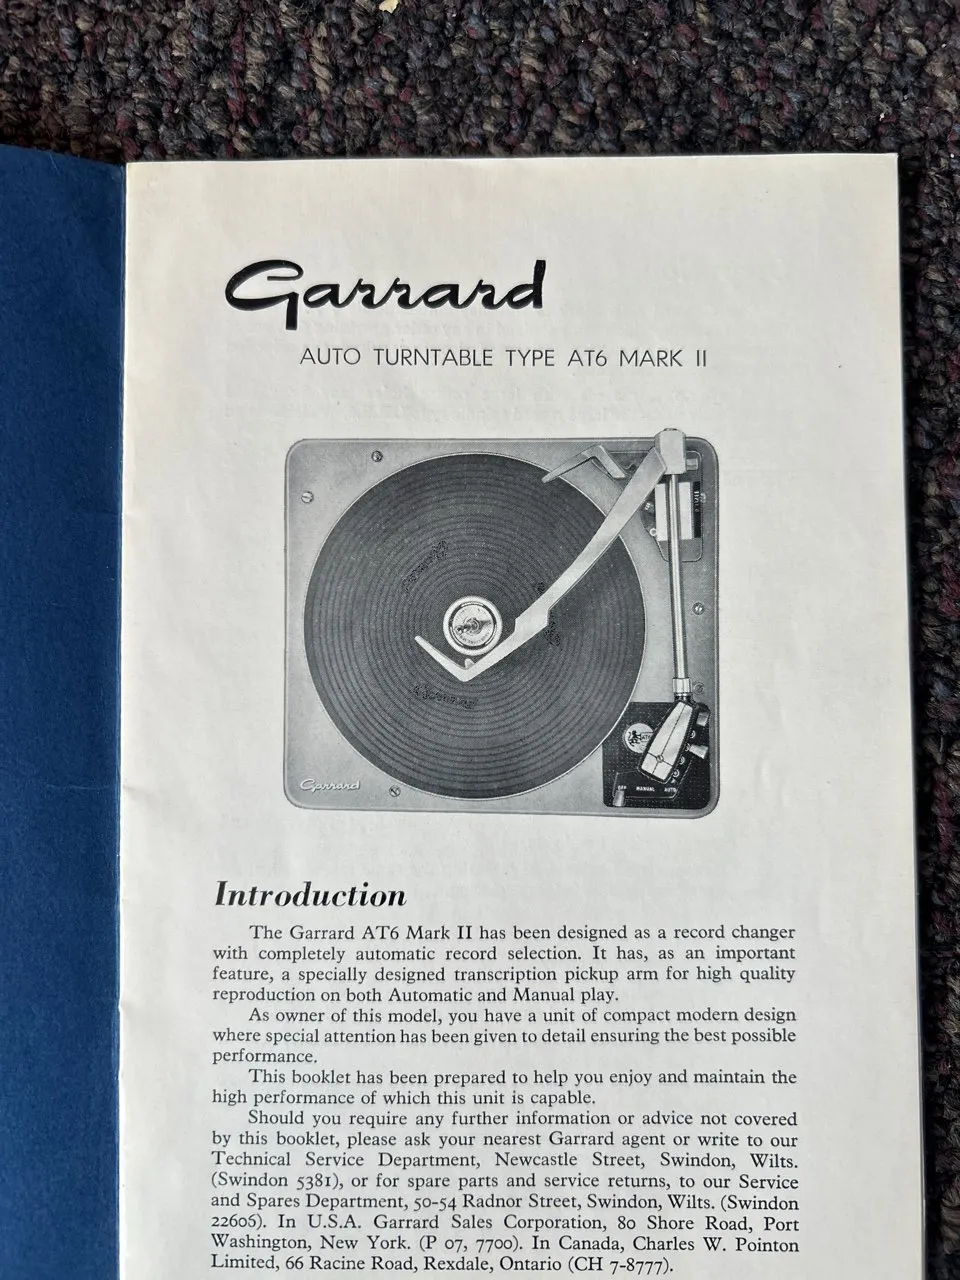 Garrard
AUTO TURNTABLE TYPE AT6 MARK II
Garrard
OFF MANUAL AUTO
Introduction
The Garrard AT6 Mark II has been designed as a record changer
with completely automatic record selection. It has, as an important
feature, a specially designed transcription pickup arm for high quality
reproduction on both Automatic and Manual play.
As owner of this model, you have a unit of compact modern design
where special attention has been given to detail ensuring the best possible
performance.
This booklet has been prepared to help you enjoy and maintain the
high performance of which this unit is capable.
Should you require any further information or advice not covered
by this booklet, please ask your nearest Garrard agent or write to our
Technical Service Department, Newcastle Street, Swindon, Wilts.
(Swindon 5381), or for spare parts and service returns, to our Service
and Spares Department, 50-54 Radnor Street, Swindon, Wilts. (Swindon
22606). In U.S.A. Garrard Sales Corporation, 80 Shore Road, Port
Washington, New York. (P 07, 7700). In Canada, Charles W. Pointon
Limited, 66 Racine Road, Rexdale, Ontario (CH 7-8777).